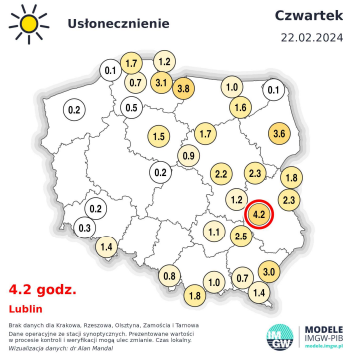 Usłonecznienie
Czwartek
22.02.2024
0.1
1.7
1.2
0.7
3.1
3.8
1.0
0.1
0.2
0.5
1.6
1.5
1.7
3.6
0.9
0.2
2.2
2.3
1.8
0.2
1.2
4.2
2.3
0.3
1.1
2.5
1.4
0.8
1.0
0.7
3.0
1.8
1.4
4.2 godz.
Lublin
Brak danych dla Krakowa, Rzeszowa, Olsztyna, Zamościa i Tarnowa
Dane operacyjne ze stacji synoptycznych. Prezentowane wartości
w procesie kontroli i weryfikacji mogą ulec zmianie. Czas lokalny.
Wizualizacja danych: dr Alan Mandal
IM
GW
MODELE
IMGW-PIB
modele.imgw.pl